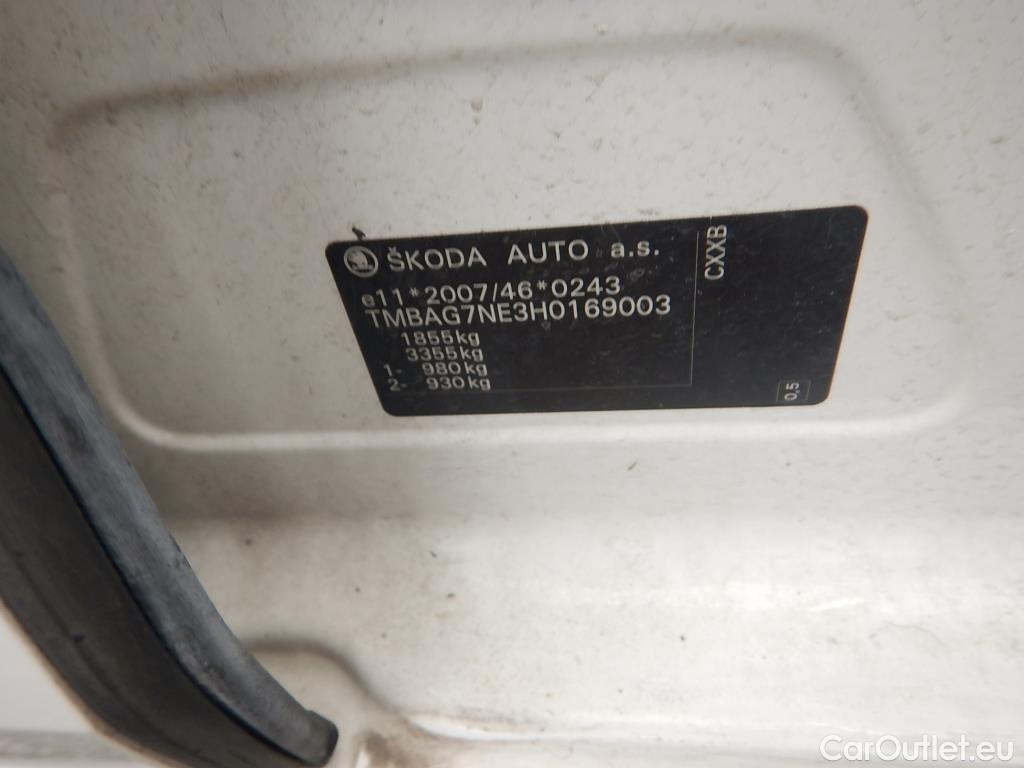 ŠKODA AUTO a.s.
e11*2007/46*0243
TMBAG7NE3H0169003
1855kg
3355kg
1- 980kg
2- 930kg
CXXB
0,5
CarOutlet.eu